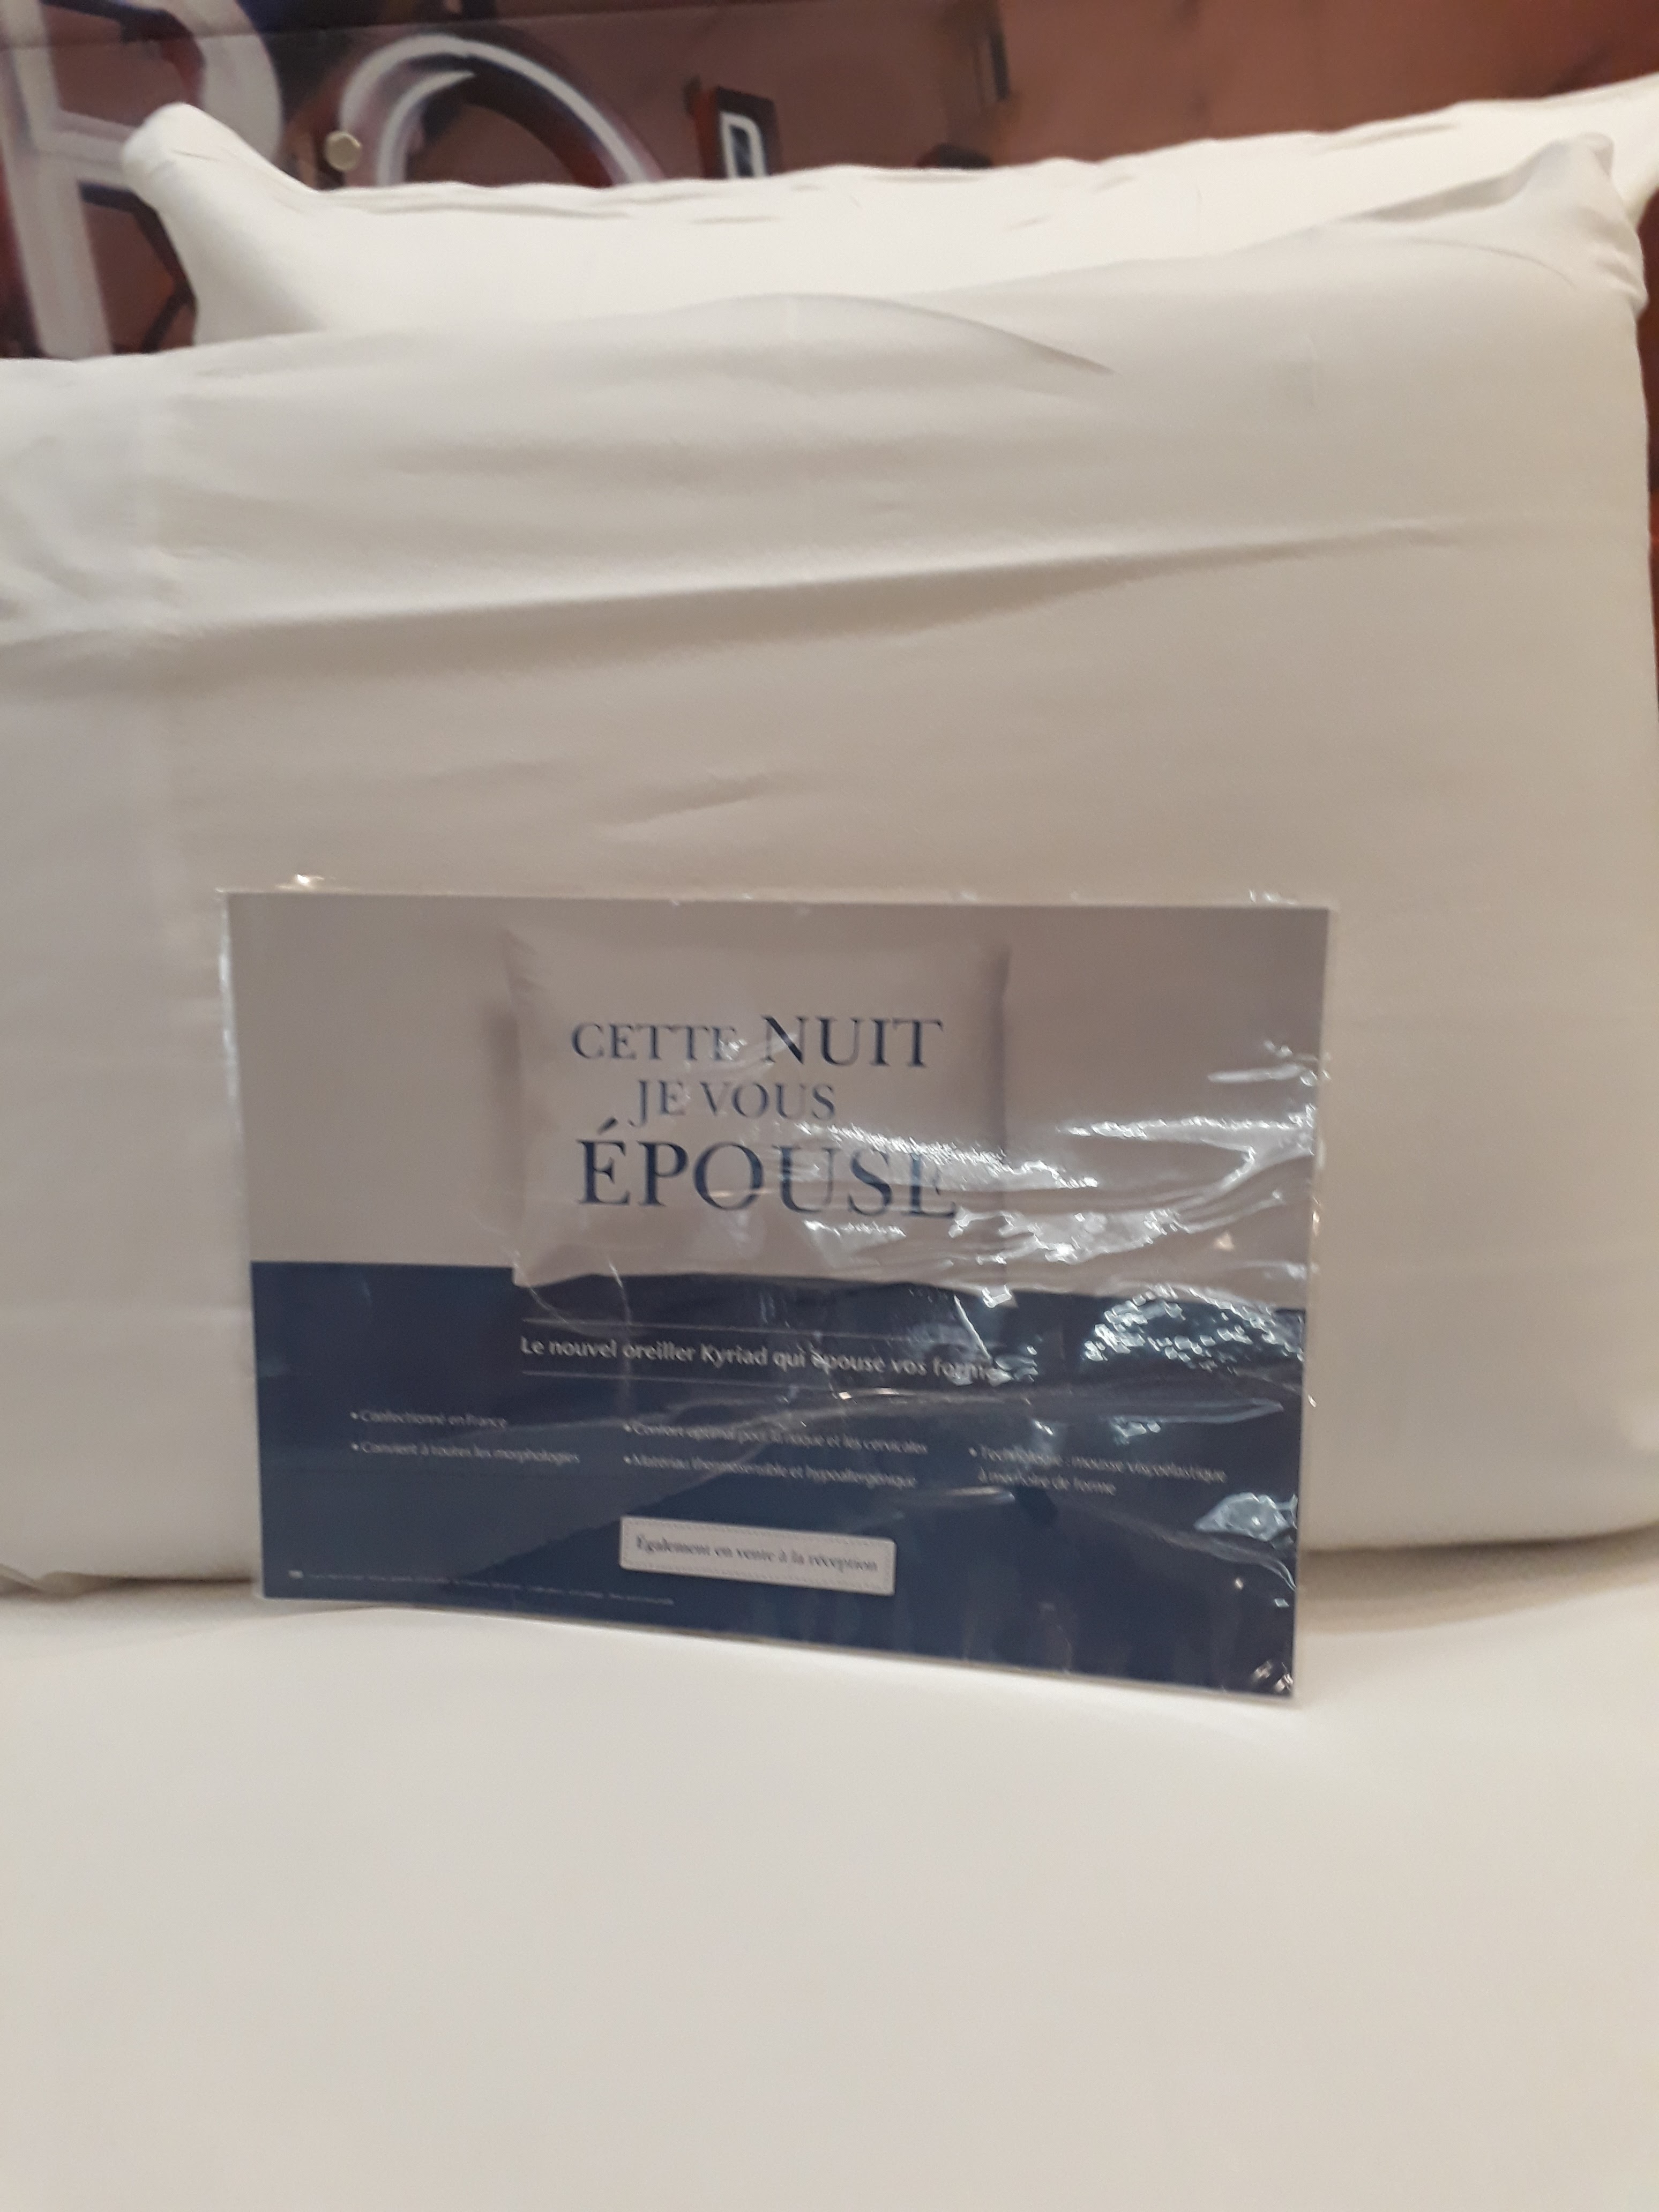 CETTE NUIT
JE VOUS
ÉPOUSE
Le nouvel oreiller Kyriad qui épouse vos formes
• Confectionné en France
• Convient à toutes les morphologies
• Confort optimal pour la nuque et les cervicales
• Matériau thermosensible et hypoallergénique
• Technologie : mousse viscoélastique
à mémoire de forme
Également en vente à la réception